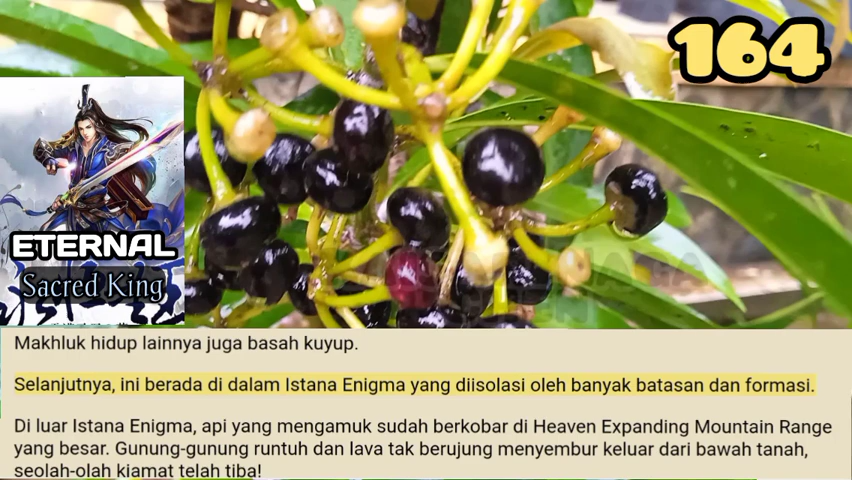 164
ETERNAL
Sacred King
Makhluk hidup lainnya juga basah kuyup.
Selanjutnya, ini berada di dalam Istana Enigma yang diisolasi oleh banyak batasan dan formasi.
Di luar Istana Enigma, api yang mengamuk sudah berkobar di Heaven Expanding Mountain Range
yang besar. Gunung-gunung runtuh dan lava tak berujung menyembur keluar dari bawah tanah,
seolah-olah kiamat telah tiba!